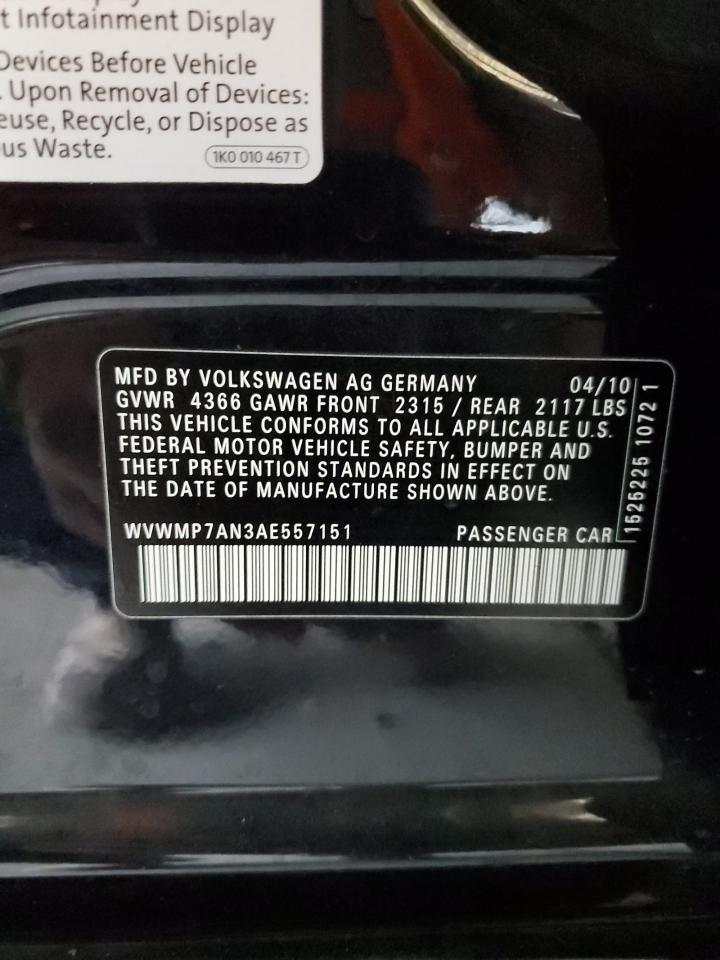 t Infotainment Display
Devices Before Vehicle
. Upon Removal of Devices:
euse, Recycle, or Dispose as
us Waste.
1K0 010 467 T
MFD BY VOLKSWAGEN AG GERMANY 04/10
GVWR 4366 GAWR FRONT 2315 / REAR 2117 LBS
THIS VEHICLE CONFORMS TO ALL APPLICABLE U.S.
FEDERAL MOTOR VEHICLE SAFETY, BUMPER AND
THEFT PREVENTION STANDARDS IN EFFECT ON
THE DATE OF MANUFACTURE SHOWN ABOVE.
WVWMP7AN3AE557151 PASSENGER CAR
1525225 1072 1